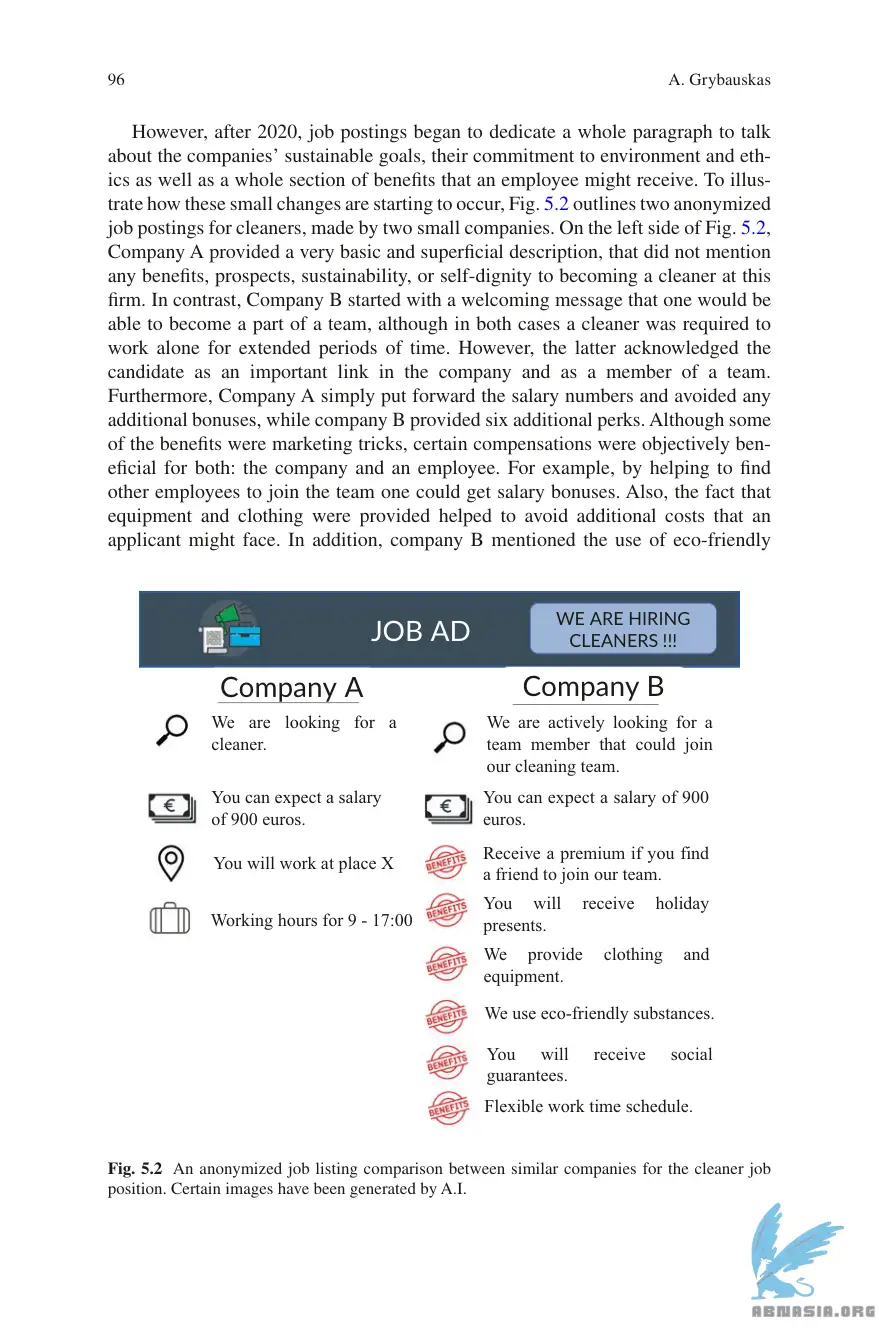 96
A. Grybauskas
However, after 2020, job postings began to dedicate a whole paragraph to talk
about the companies’ sustainable goals, their commitment to environment and eth-
ics as well as a whole section of benefits that an employee might receive. To illus-
trate how these small changes are starting to occur, Fig. 5.2 outlines two anonymized
job postings for cleaners, made by two small companies. On the left side of Fig. 5.2,
Company A provided a very basic and superficial description, that did not mention
any benefits, prospects, sustainability, or self-dignity to becoming a cleaner at this
firm. In contrast, Company B started with a welcoming message that one would be
able to become a part of a team, although in both cases a cleaner was required to
work alone for extended periods of time. However, the latter acknowledged the
candidate as an important link in the company and as a member of a team.
Furthermore, Company A simply put forward the salary numbers and avoided any
additional bonuses, while company B provided six additional perks. Although some
of the benefits were marketing tricks, certain compensations were objectively ben-
eficial for both: the company and an employee. For example, by helping to find
other employees to join the team one could get salary bonuses. Also, the fact that
equipment and clothing were provided helped to avoid additional costs that an
applicant might face. In addition, company B mentioned the use of eco-friendly
JOB AD
WE ARE HIRING
CLEANERS !!!
Company A
We are looking for a
cleaner.
€
You can expect a salary
of 900 euros.
You will work at place X
Working hours for 9 - 17:00
Company B
We are actively looking for a
team member that could join
our cleaning team.
€
You can expect a salary of 900
euros.
BENEFITS
Receive a premium if you find
a friend to join our team.
BENEFITS
You will receive holiday
presents.
BENEFITS
We provide clothing and
equipment.
BENEFITS
We use eco-friendly substances.
BENEFITS
You will receive social
guarantees.
BENEFITS
Flexible work time schedule.
Fig. 5.2 An anonymized job listing comparison between similar companies for the cleaner job
position. Certain images have been generated by A.I.
ABNASIA.ORG